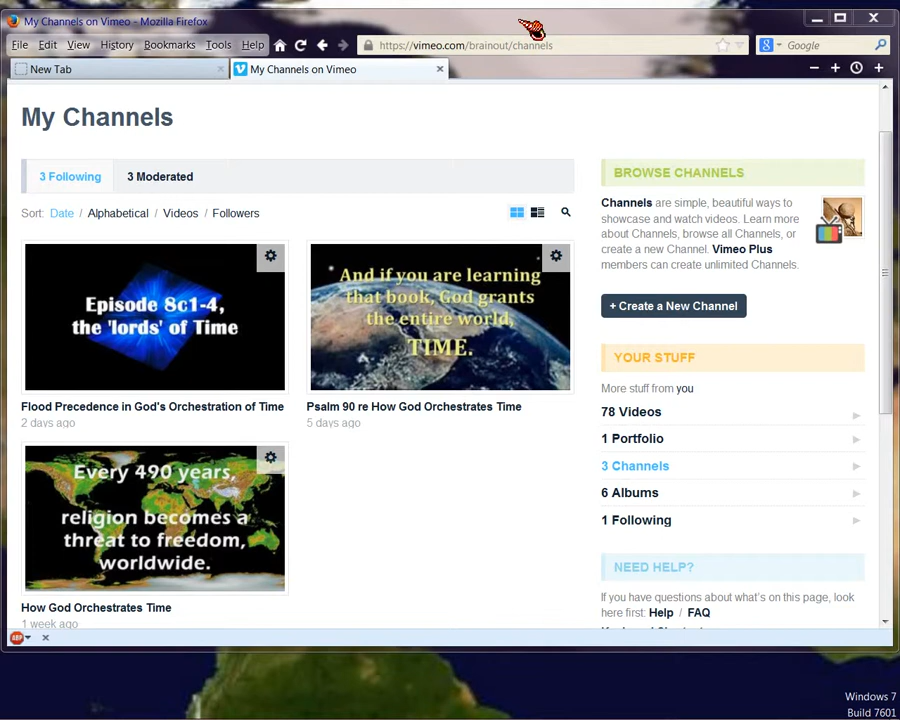 My Channels on Vimeo - Mozilla Firefox
File Edit View History Bookmarks Tools Help
https://vimeo.com/brainout/channels
Google
New Tab
My Channels on Vimeo
My Channels
3 Following
3 Moderated
Sort: Date / Alphabetical / Videos / Followers
Episode 8c1-4,
the 'lords' of Time
Flood Precedence in God's Orchestration of Time
2 days ago
And if you are learning
that book, God grants
the entire world,
TIME.
Psalm 90 re How God Orchestrates Time
5 days ago
Every 490 years,
religion becomes a
threat to freedom,
worldwide.
How God Orchestrates Time
1 week ago
BROWSE CHANNELS
Channels are simple, beautiful ways to
showcase and watch videos. Learn more
about Channels, browse all Channels, or
create a new Channel. Vimeo Plus
members can create unlimited Channels.
+ Create a New Channel
YOUR STUFF
More stuff from you
78 Videos
1 Portfolio
3 Channels
6 Albums
1 Following
NEED HELP?
If you have questions about what's on this page, look
here first: Help / FAQ
ABP
Windows 7
Build 7601